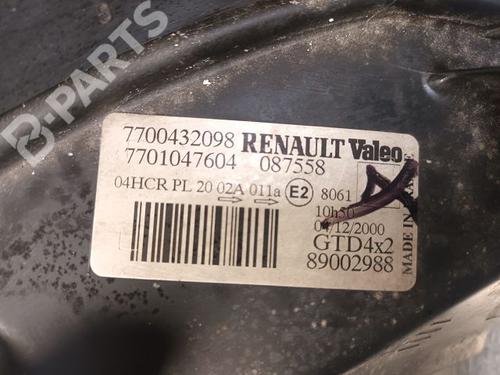 B-PARTS
7700432098 RENAULT Valeo
7701047604 087558
04HCR PL 20 02A 011a E2 8061
10h50
04/12/2000
GTD4x2
89002988
MADE IN
B-PARTS